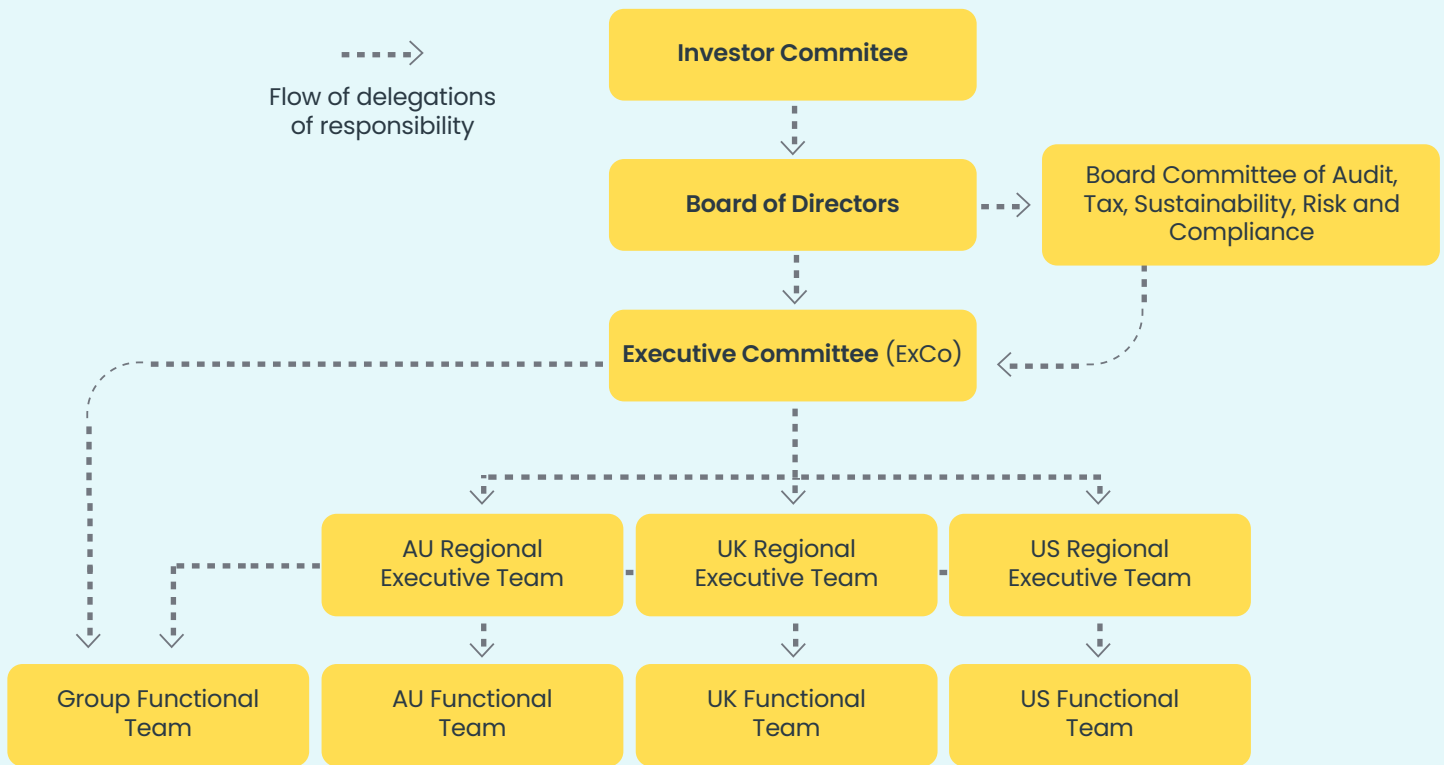 Investor Commitee
Flow of delegations
of responsibility
Board of Directors
Board Committee of Audit,
Tax, Sustainability, Risk and
Compliance
Executive Committee (ExCo)
AU Regional
Executive Team
UK Regional
Executive Team
US Regional
Executive Team
Group Functional
Team
AU Functional
Team
UK Functional
Team
US Functional
Team